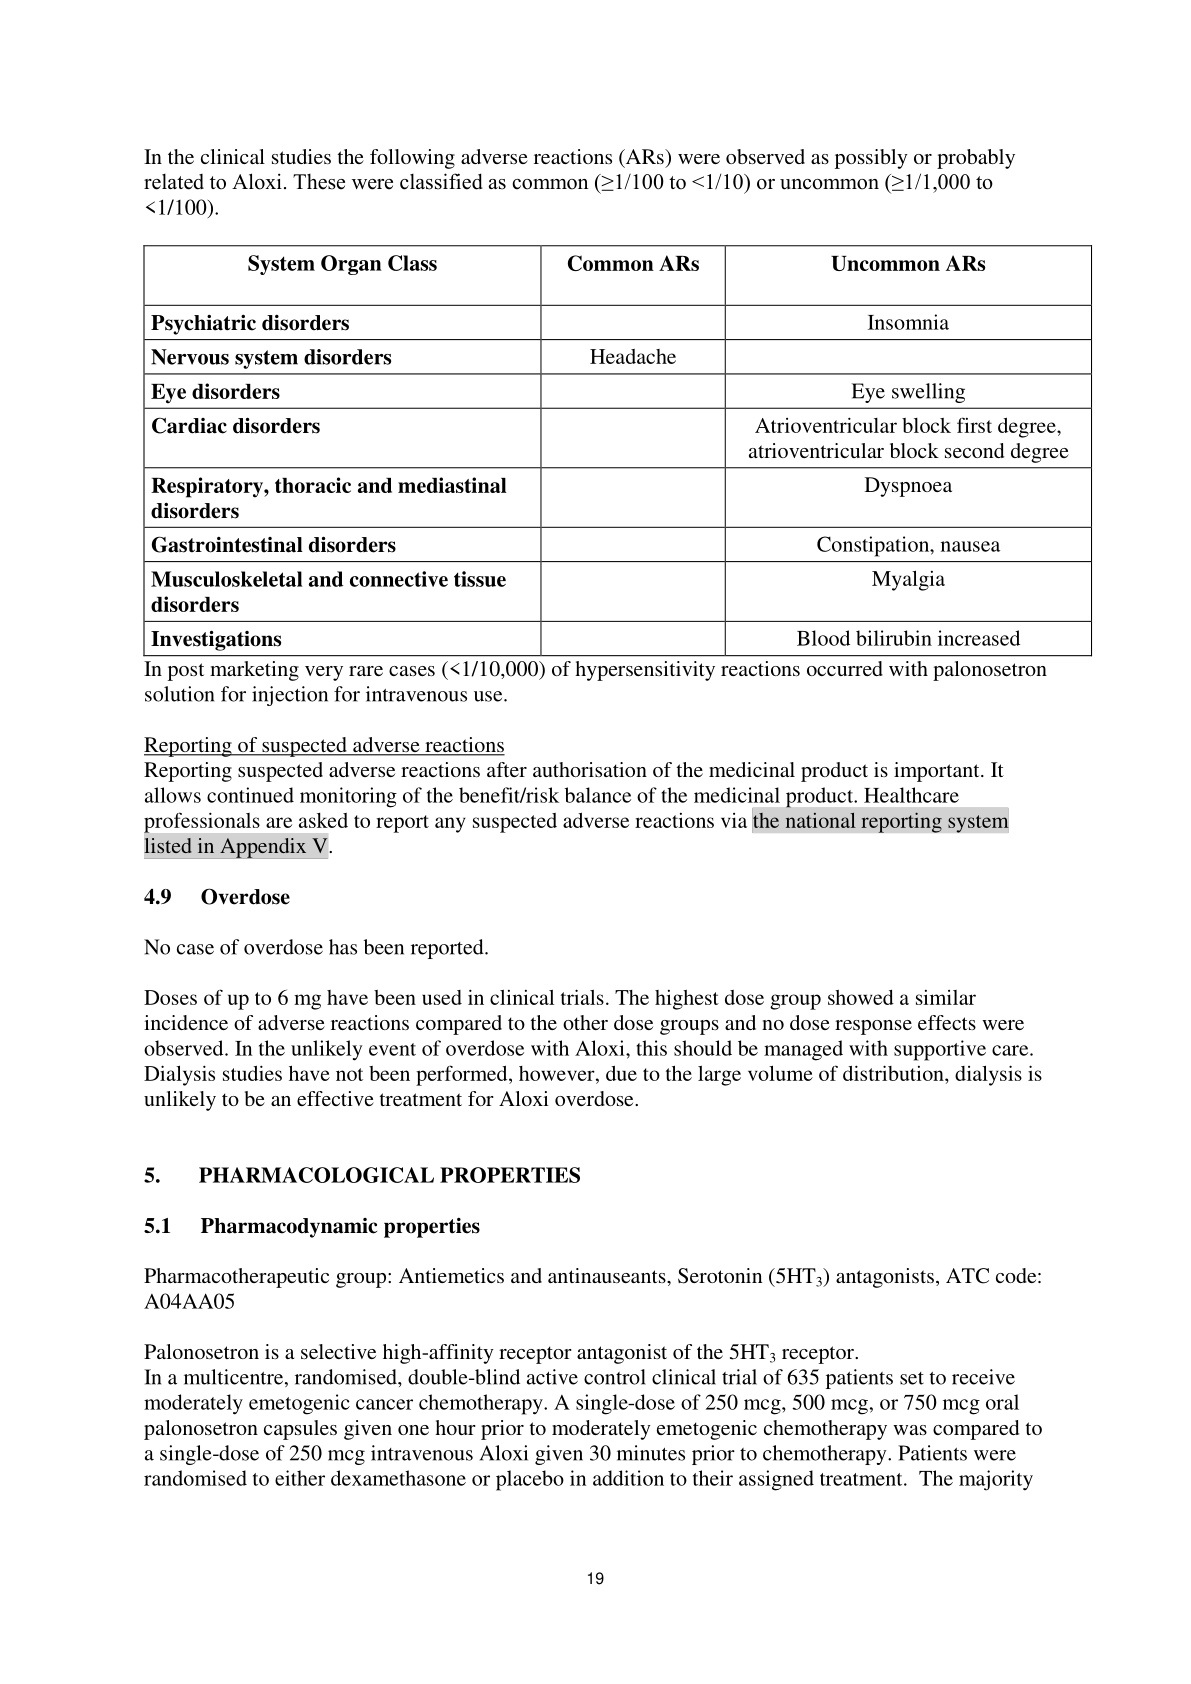 In the clinical studies the following adverse reactions (ARs) were observed as possibly or probably
related to Aloxi. These were classified as common (≥1/100 to <1/10) or uncommon (≥1/1,000 to
<1/100).
System Organ Class Common ARs Uncommon ARs
Psychiatric disorders Insomnia
Nervous system disorders Headache
Eye disorders Eye swelling
Cardiac disorders Atrioventricular block first degree,
atrioventricular block second degree
Respiratory, thoracic and mediastinal Dyspnoea
disorders
Gastrointestinal disorders Constipation, nausea
Musculoskeletal and connective tissue Myalgia
disorders
Investigations Blood bilirubin increased
In post marketing very rare cases (<1/10,000) of hypersensitivity reactions occurred with palonosetron
solution for injection for intravenous use.
Reporting of suspected adverse reactions
Reporting suspected adverse reactions after authorisation of the medicinal product is important. It
allows continued monitoring of the benefit/risk balance of the medicinal product. Healthcare
professionals are asked to report any suspected adverse reactions via the national reporting system
listed in Appendix V.
4.9 Overdose
No case of overdose has been reported.
Doses of up to 6 mg have been used in clinical trials. The highest dose group showed a similar
incidence of adverse reactions compared to the other dose groups and no dose response effects were
observed. In the unlikely event of overdose with Aloxi, this should be managed with supportive care.
Dialysis studies have not been performed, however, due to the large volume of distribution, dialysis is
unlikely to be an effective treatment for Aloxi overdose.
5. PHARMACOLOGICAL PROPERTIES
5.1 Pharmacodynamic properties
Pharmacotherapeutic group: Antiemetics and antinauseants, Serotonin (5HT₃) antagonists, ATC code:
A04AA05
Palonosetron is a selective high-affinity receptor antagonist of the 5HT₃ receptor.
In a multicentre, randomised, double-blind active control clinical trial of 635 patients set to receive
moderately emetogenic cancer chemotherapy. A single-dose of 250 mcg, 500 mcg, or 750 mcg oral
palonosetron capsules given one hour prior to moderately emetogenic chemotherapy was compared to
a single-dose of 250 mcg intravenous Aloxi given 30 minutes prior to chemotherapy. Patients were
randomised to either dexamethasone or placebo in addition to their assigned treatment. The majority
19